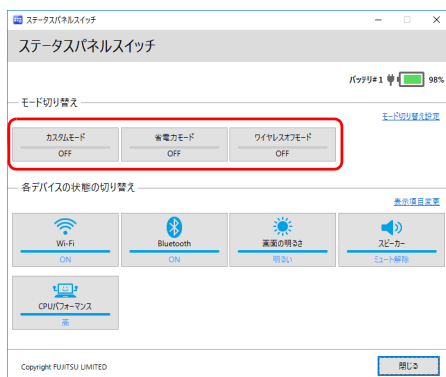 ステータスパネルスイッチ
ステータスパネルスイッチ
バッテリ#1 98%
モード切り替え
モード切り替え設定
カスタムモード 省電力モード ワイヤレスオフモード
OFF OFF OFF
各デバイスの状態の切り替え
表示項目変更
Wi-Fi Bluetooth 画面の明るさ スピーカー
ON ON 明るい ミュート解除
CPUパフォーマンス
高
Copyright FUJITSU LIMITED 閉じる